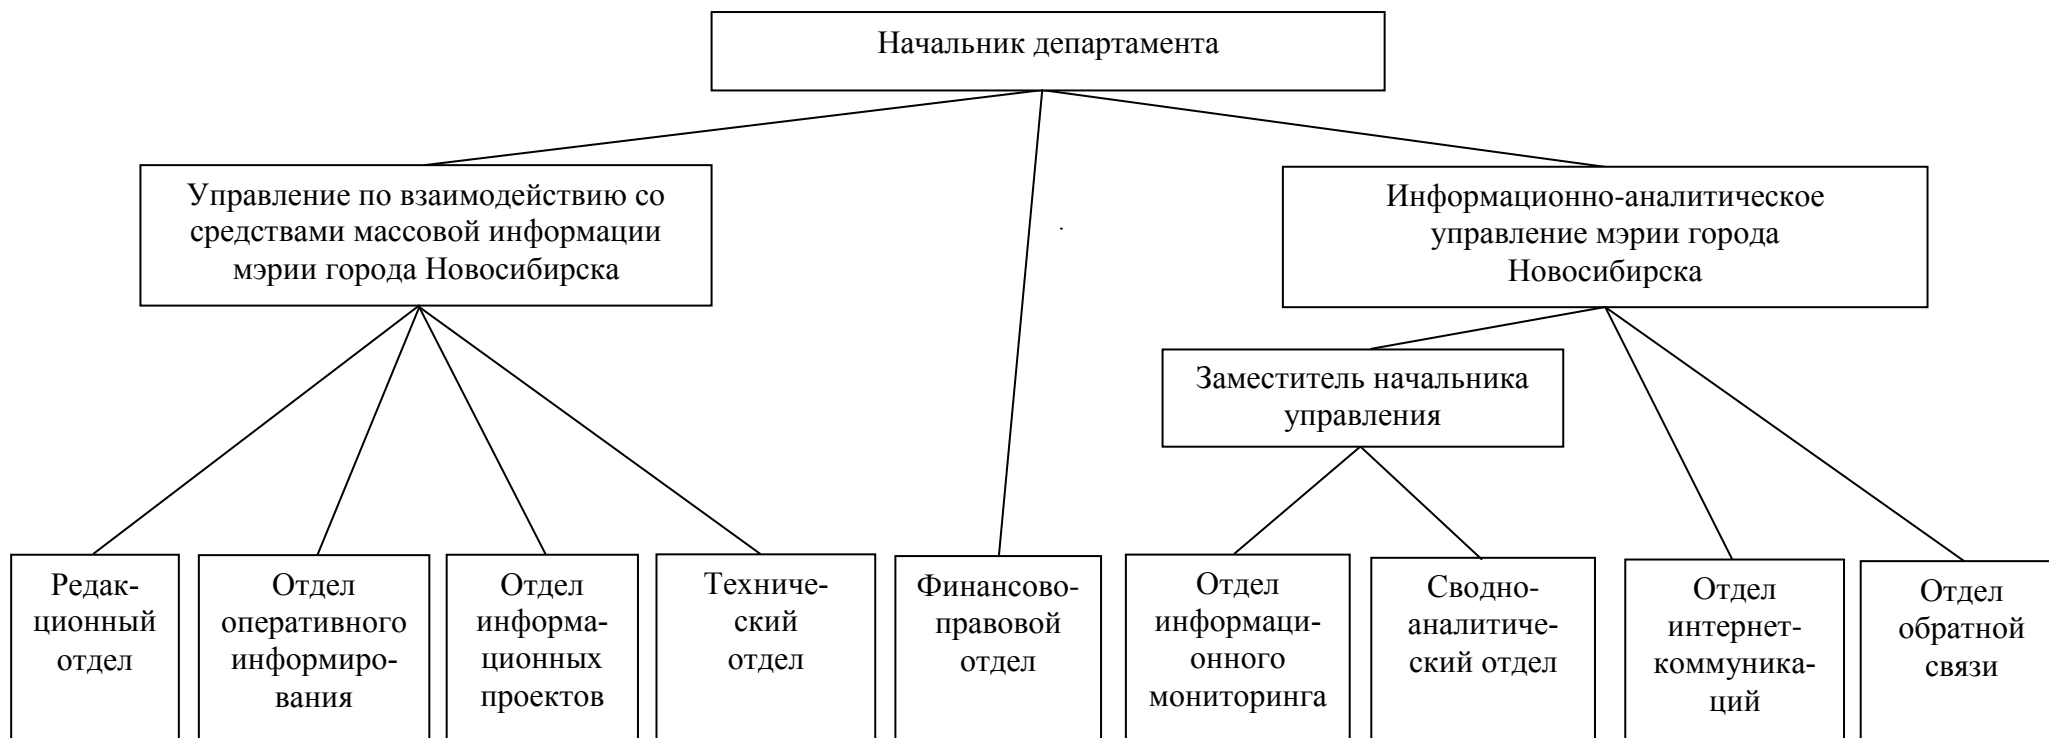 Начальник департамента
Управление по взаимодействию со
средствами массовой информации
мэрии города Новосибирска
Информационно-аналитическое
управление мэрии города
Новосибирска
Заместитель начальника
управления
Редак-
ционный
отдел
Отдел
оперативного
информиро-
вания
Отдел
информа-
ционных
проектов
Техниче-
ский
отдел
Финансово-
правовой
отдел
Отдел
информаци-
онного
мониторинга
Сводно-
аналитиче-
ский отдел
Отдел
интернет-
коммуника-
ций
Отдел
обратной
связи